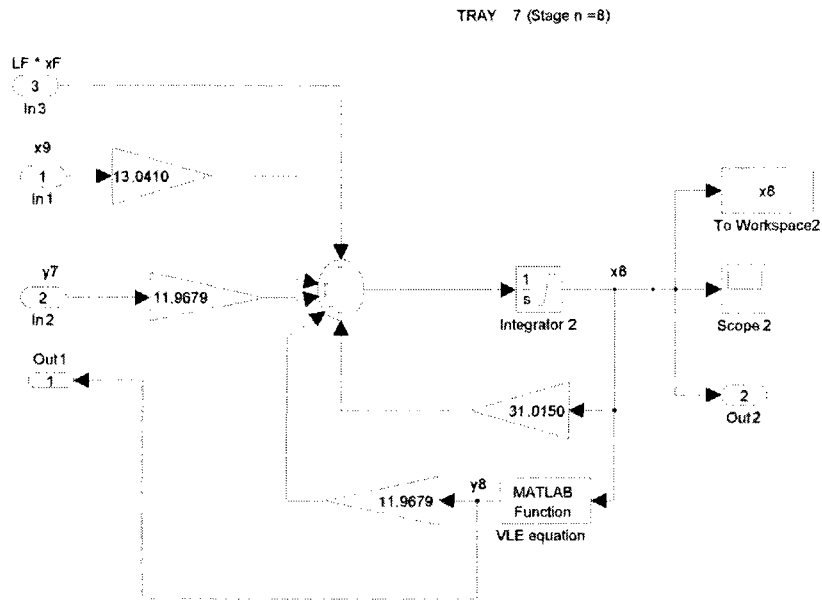 TRAY 7 (Stage n =8)
LF * xF
3
In3
x9
1
In1
13.0410
y7
2
In2
11.9679
Out1
1
1
s
Integrator 2
x8
x8
To Workspace2
Scope 2
2
Out2
31.0150
y8
11.9679
MATLAB
Function
VLE equation